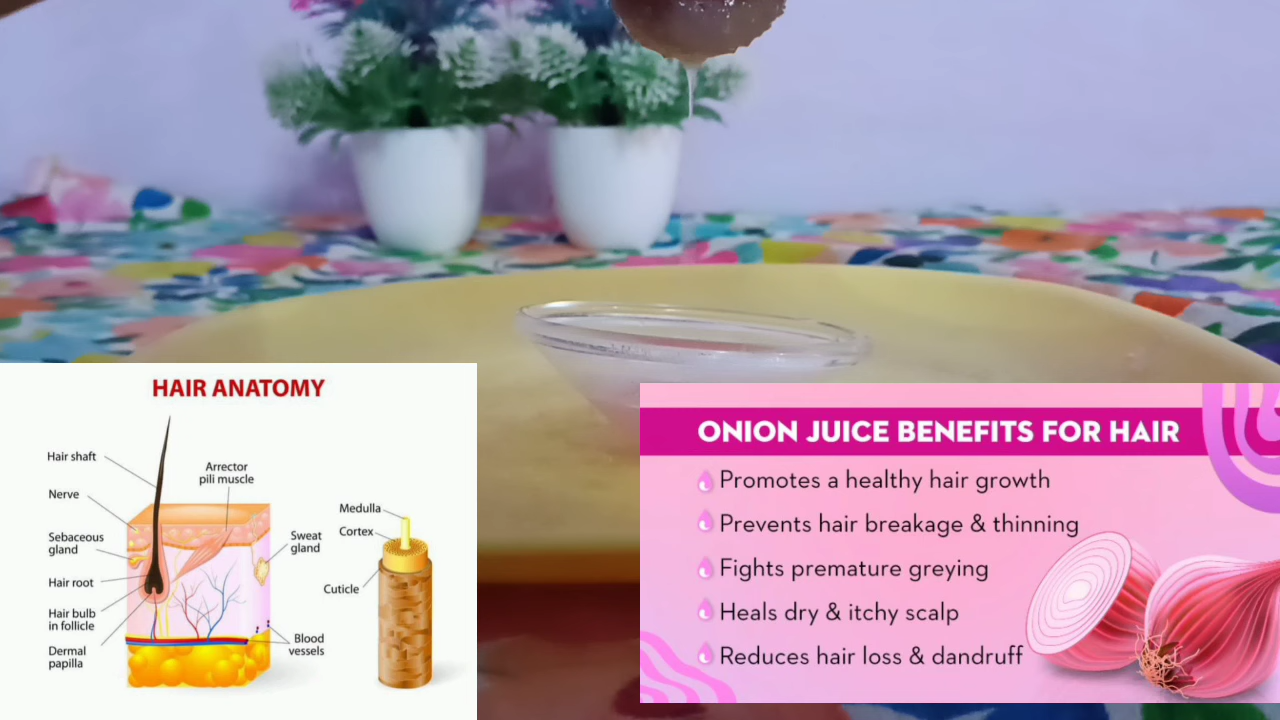 HAIR ANATOMY
Hair shaft
Arrector
pili muscle
Nerve
Medulla
Sebaceous
gland
Cortex
Sweat
gland
Hair root
Cuticle
Hair bulb
in follicle
Blood
vessels
Dermal
papilla
ONION JUICE BENEFITS FOR HAIR
Promotes a healthy hair growth
Prevents hair breakage & thinning
Fights premature greying
Heals dry & itchy scalp
Reduces hair loss & dandruff